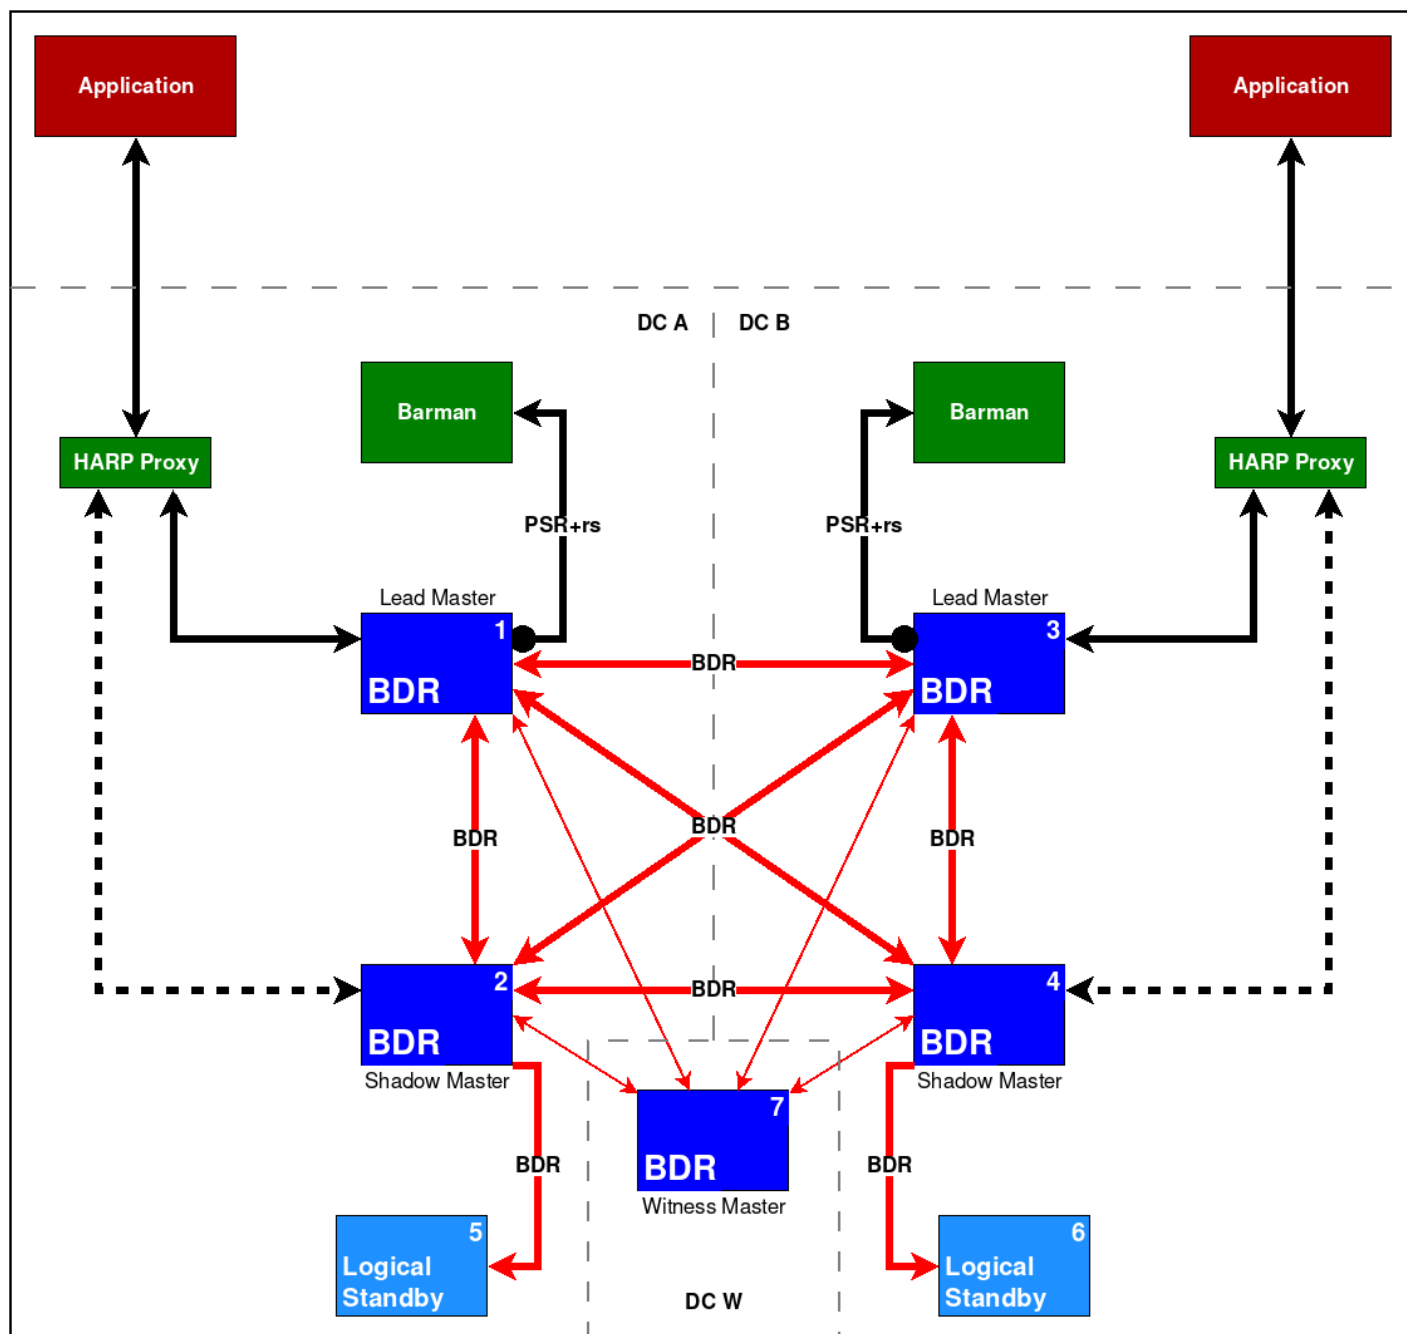 Application
Application
DC A
DC B
Barman
Barman
HARP Proxy
HARP Proxy
PSR+rs
PSR+rs
Lead Master
Lead Master
1
BDR
BDR
3
BDR
BDR
BDR
BDR
2
BDR
BDR
4
BDR
Shadow Master
Shadow Master
7
BDR
Witness Master
BDR
BDR
5
Logical
Standby
6
Logical
Standby
DC W